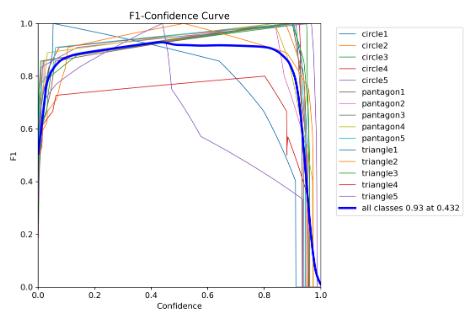 F1-Confidence Curve
F1
1.0
0.8
0.6
0.4
0.2
0.0
0.0
0.2
0.4
0.6
0.8
1.0
Confidence
circle1
circle2
circle3
circle4
circle5
pantagon1
pantagon2
pantagon3
pantagon4
pantagon5
triangle1
triangle2
triangle3
triangle4
triangle5
all classes 0.93 at 0.432